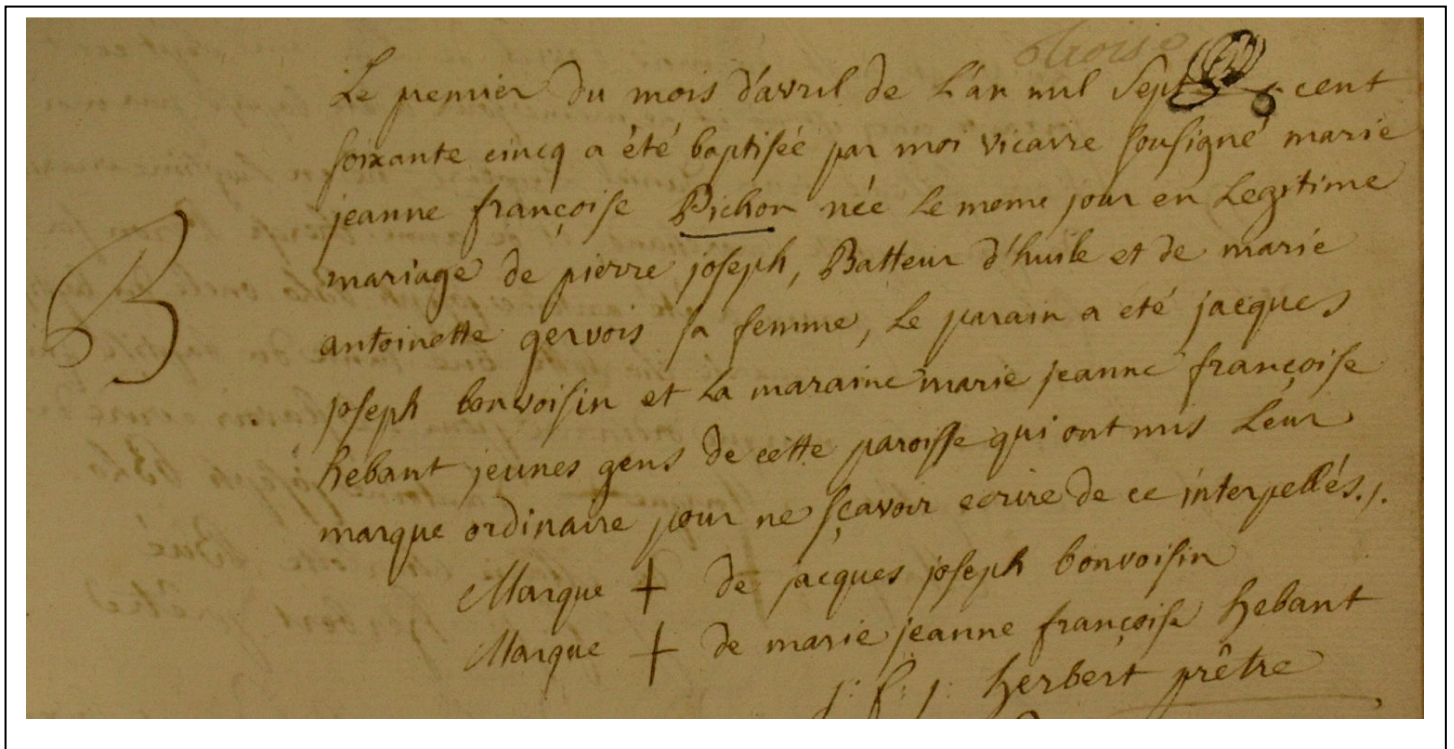 troise
Le premier du mois d'avril de L'an mil Sept cent
soixante cincq a été baptisée par moi vicaire sousigné marie
jeanne françoise Pichon née Le meme jour en Legitime
B
mariage de pierre joseph, Batteur d'huile et de marie
antoinette gervois sa femme, Le parain a été jacques
joseph bonvoisin et La maraine marie jeanne françoise
hebant jeunes gens de cette paroisse qui ont mis Leur
marque ordinaire pour ne sçavoir ecrire de ce interpellés./.
Marque + de jacques joseph bonvoisin
Marque + de marie jeanne françoise hebant
j: f: j: herbert prêtre